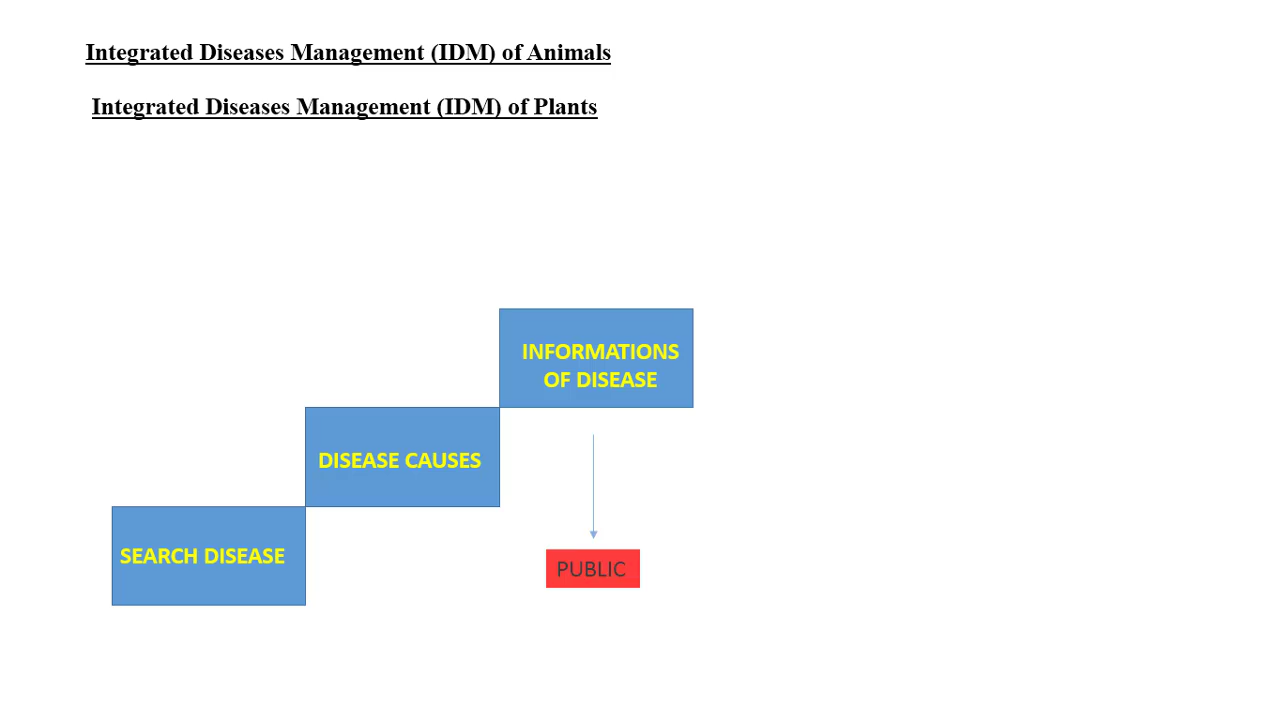 Integrated Diseases Management (IDM) of Animals
Integrated Diseases Management (IDM) of Plants
INFORMATIONS
OF DISEASE
DISEASE CAUSES
SEARCH DISEASE
PUBLIC